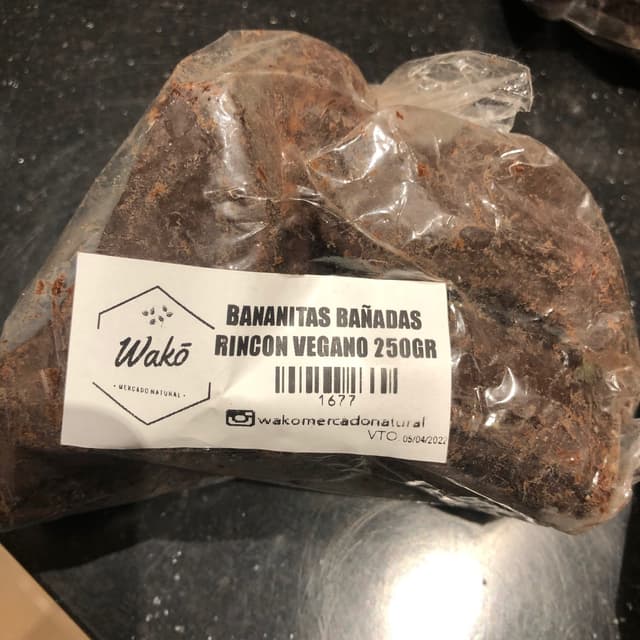 Wakō
• MERCADO NATURAL •
BANANITAS BAÑADAS
RINCON VEGANO 250GR
1677
wakomercadonatural
VTO 05/04/2022